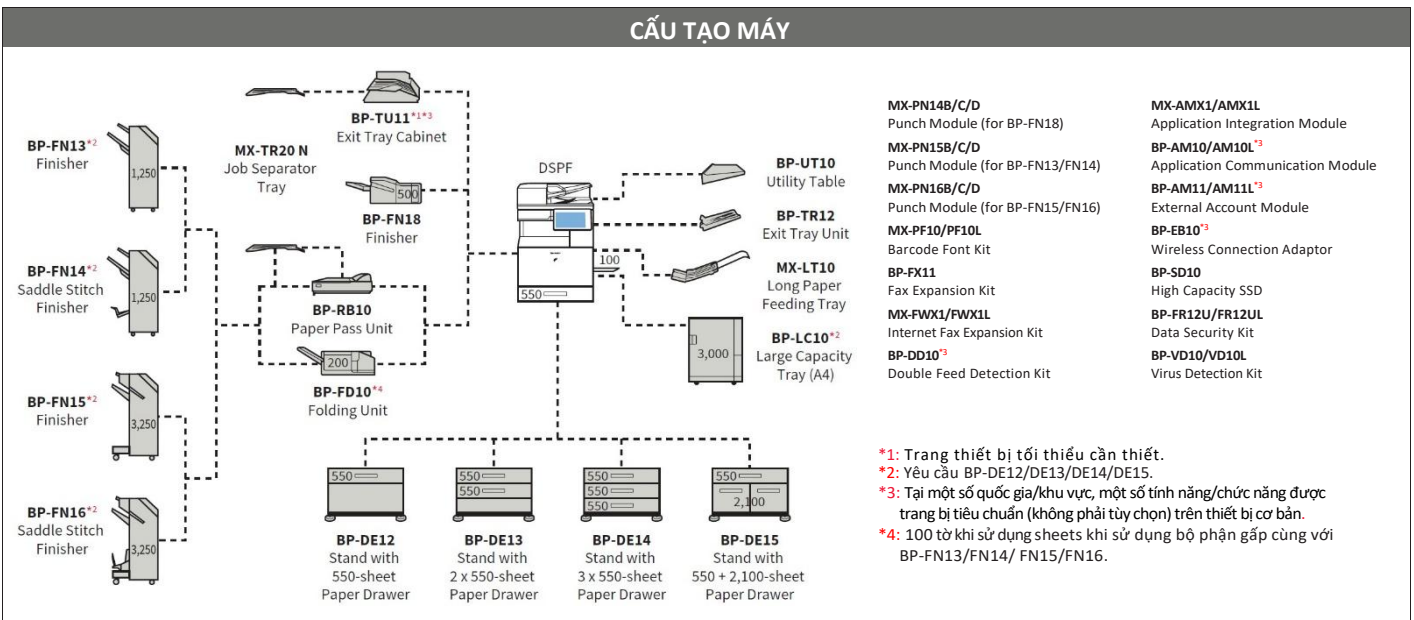 CẤU TẠO MÁY
BP-TU11*1*3
Exit Tray Cabinet
MX-TR20 N
Job Separator
Tray
500
BP-FN18
Finisher
BP-FN13*2
Finisher
1,250
BP-FN14*2
Saddle Stitch
Finisher
1,250
BP-FN15*2
Finisher
3,250
BP-FN16*2
Saddle Stitch
Finisher
3,250
BP-RB10
Paper Pass Unit
200
BP-FD10*4
Folding Unit
DSPF
100
550
BP-UT10
Utility Table
BP-TR12
Exit Tray Unit
MX-LT10
Long Paper
Feeding Tray
3,000
BP-LC10*2
Large Capacity
Tray (A4)
550
BP-DE12
Stand with
550-sheet
Paper Drawer
550
550
BP-DE13
Stand with
2 x 550-sheet
Paper Drawer
550
550
550
BP-DE14
Stand with
3 x 550-sheet
Paper Drawer
550
2,100
BP-DE15
Stand with
550 + 2,100-sheet
Paper Drawer
MX-PN14B/C/D
Punch Module (for BP-FN18)
MX-PN15B/C/D
Punch Module (for BP-FN13/FN14)
MX-PN16B/C/D
Punch Module (for BP-FN15/FN16)
MX-PF10/PF10L
Barcode Font Kit
BP-FX11
Fax Expansion Kit
MX-FWX1/FWX1L
Internet Fax Expansion Kit
BP-DD10*3
Double Feed Detection Kit
MX-AMX1/AMX1L
Application Integration Module
BP-AM10/AM10L*3
Application Communication Module
BP-AM11/AM11L*3
External Account Module
BP-EB10*3
Wireless Connection Adaptor
BP-SD10
High Capacity SSD
BP-FR12U/FR12UL
Data Security Kit
BP-VD10/VD10L
Virus Detection Kit
*1: Trang thiết bị tối thiểu cần thiết.
*2: Yêu cầu BP-DE12/DE13/DE14/DE15.
*3: Tại một số quốc gia/khu vực, một số tính năng/chức năng được
trang bị tiêu chuẩn (không phải tùy chọn) trên thiết bị cơ bản.
*4: 100 tờ khi sử dụng sheets khi sử dụng bộ phận gấp cùng với
BP-FN13/FN14/ FN15/FN16.